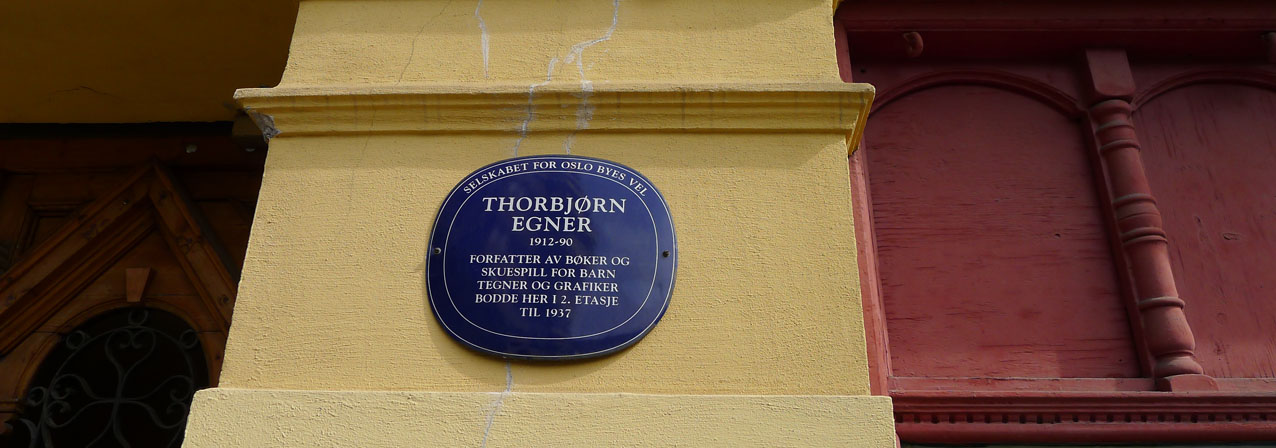 SELSKABET FOR OSLO BYES VEL
THORBJØRN
EGNER
1912-90
FORFATTER AV BØKER OG
SKUESPILL FOR BARN
TEGNER OG GRAFIKER
BODDE HER I 2. ETASJE
TIL 1937